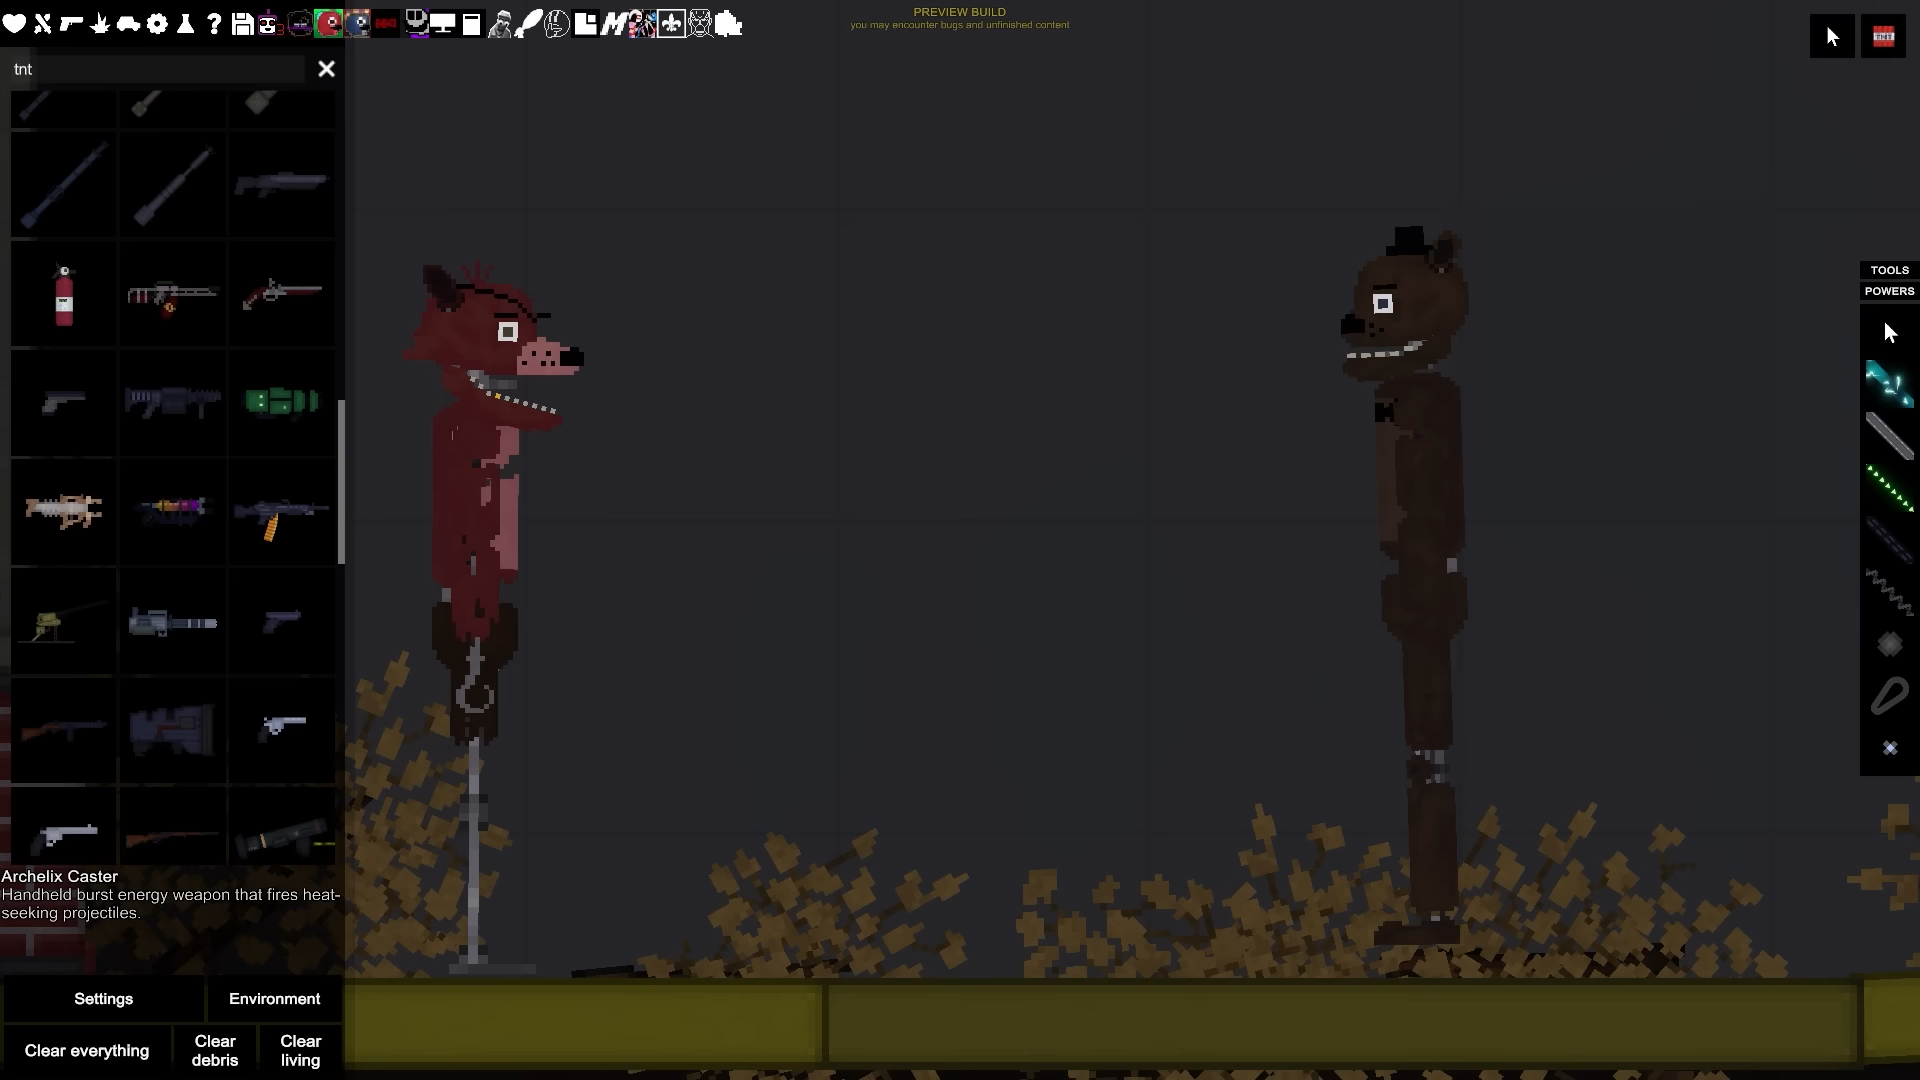 PREVIEW BUILD
you may encounter bugs and unfinished content
tnt
TNT
TOOLS
POWERS
Archelix Caster
Handheld burst energy weapon that fires heat-
seeking projectiles.
Settings
Environment
Clear everything
Clear
debris
Clear
living